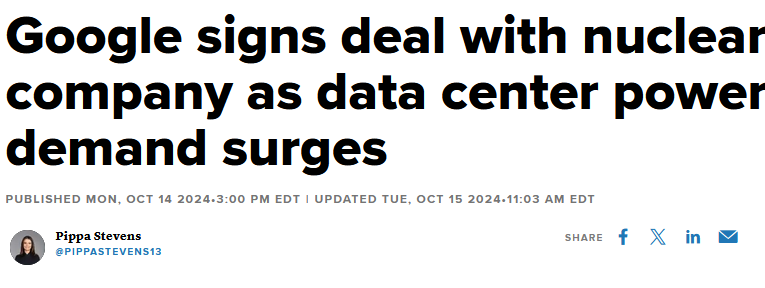 Google signs deal with nuclear
company as data center power
demand surges
PUBLISHED MON, OCT 14 2024•3:00 PM EDT | UPDATED TUE, OCT 15 2024•11:03 AM EDT
Pippa Stevens
@PIPPASTEVENS13
SHARE